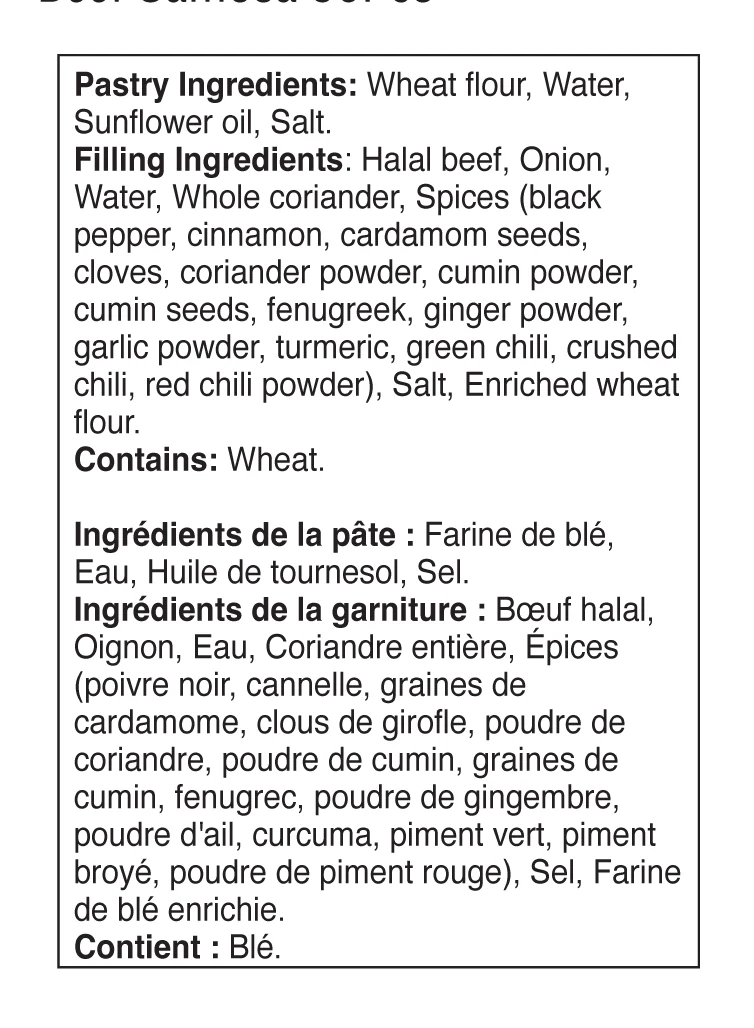 Pastry Ingredients: Wheat flour, Water,
Sunflower oil, Salt.
Filling Ingredients: Halal beef, Onion,
Water, Whole coriander, Spices (black
pepper, cinnamon, cardamom seeds,
cloves, coriander powder, cumin powder,
cumin seeds, fenugreek, ginger powder,
garlic powder, turmeric, green chili, crushed
chili, red chili powder), Salt, Enriched wheat
flour.
Contains: Wheat.
Ingrédients de la pâte : Farine de blé,
Eau, Huile de tournesol, Sel.
Ingrédients de la garniture : Bœuf halal,
Oignon, Eau, Coriandre entière, Épices
(poivre noir, cannelle, graines de
cardamome, clous de girofle, poudre de
coriandre, poudre de cumin, graines de
cumin, fenugrec, poudre de gingembre,
poudre d'ail, curcuma, piment vert, piment
broyé, poudre de piment rouge), Sel, Farine
de blé enrichie.
Contient : Blé.